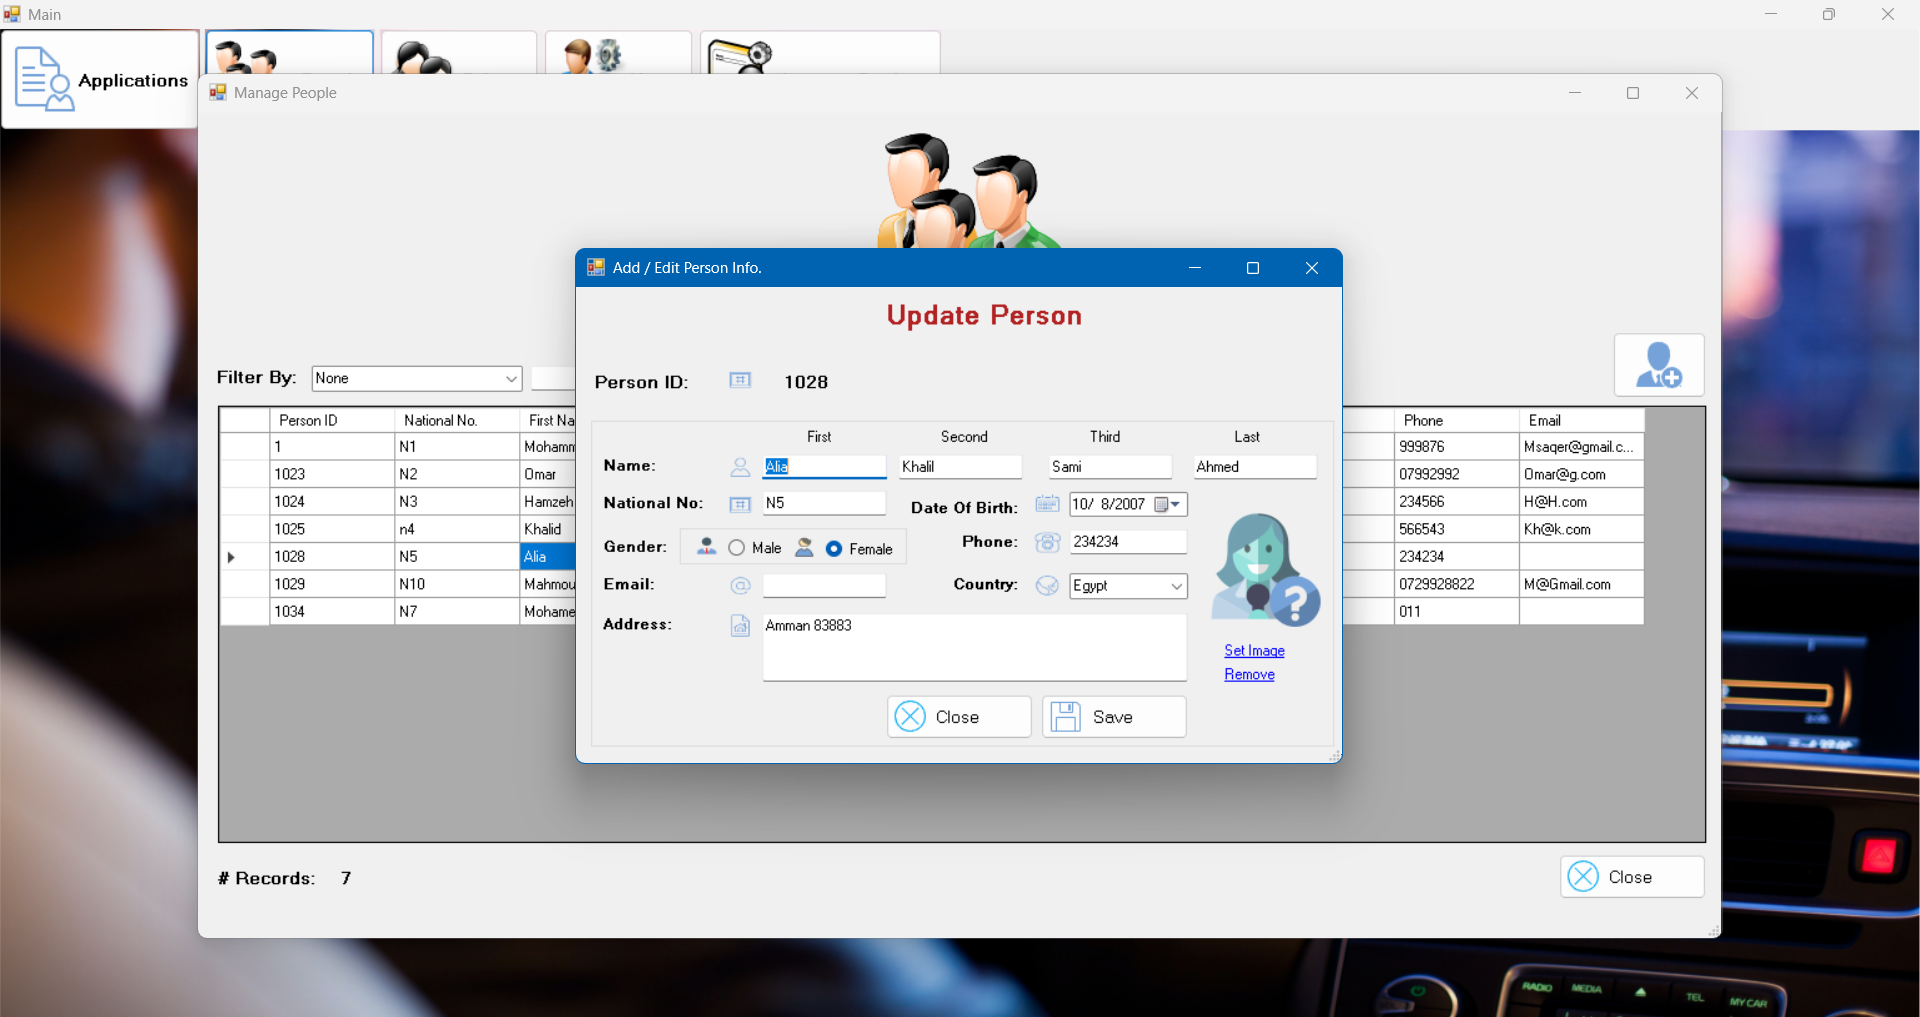 Main
Applications
Manage People
Add / Edit Person Info.
Update Person
Person ID: 1028
Filter By: None
Person ID National No. First Na Phone Email
1 N1 Mohamm 999876 Msaqer@gmail.c...
1023 N2 Omar 07992992 Omar@g.com
1024 N3 Hamzeh 234566 H@H.com
1025 n4 Khalid 566543 Kh@k.com
1028 N5 Alia 234234
1029 N10 Mahmou 0729928822 M@Gmail.com
1034 N7 Mohame 011
First Second Third Last
Name: Alia Khalil Sami Ahmed
National No: N5 Date Of Birth: 10/ 8/2007
Gender: Male Female Phone: 234234
Email: Country: Egypt
Address: Amman 83883
Set Image
Remove
Close Save
# Records: 7
Close
RADIO MEDIA TEL MY CAR